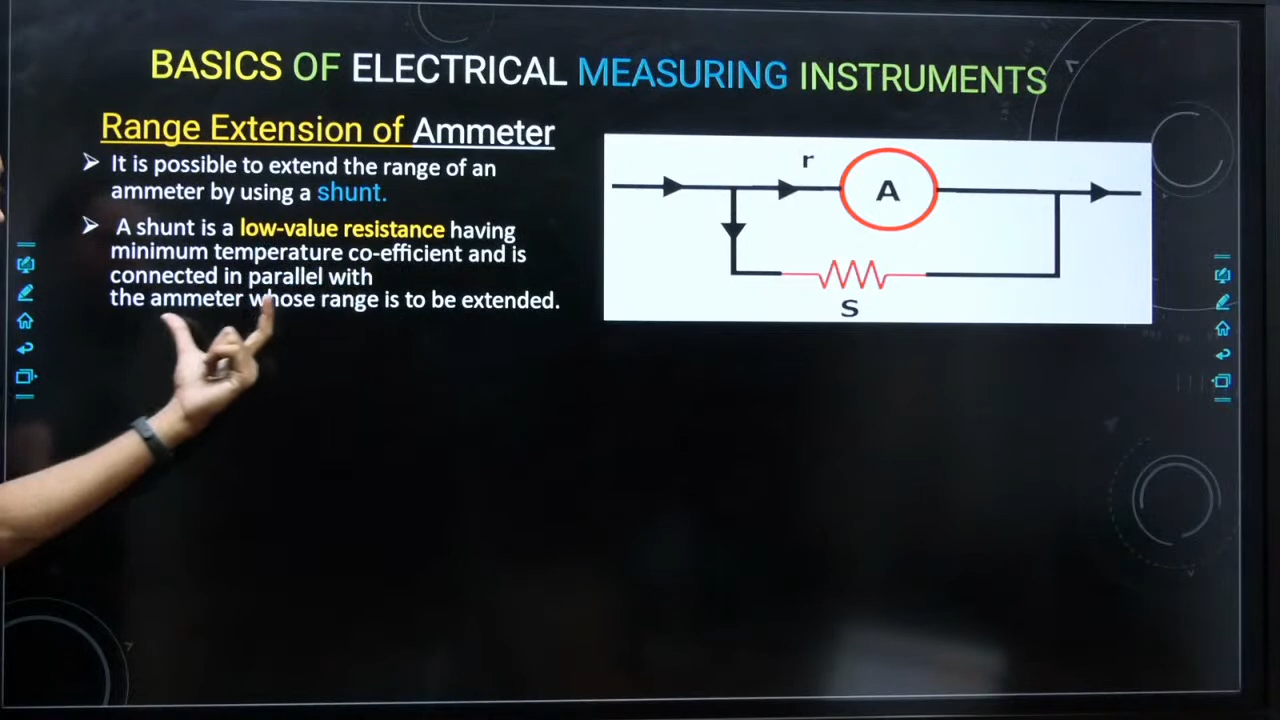 BASICS OF ELECTRICAL MEASURING INSTRUMENTS
Range Extension of Ammeter
It is possible to extend the range of an
ammeter by using a shunt.
A shunt is a low-value resistance having
minimum temperature co-efficient and is
connected in parallel with
the ammeter whose range is to be extended.
r
A
S